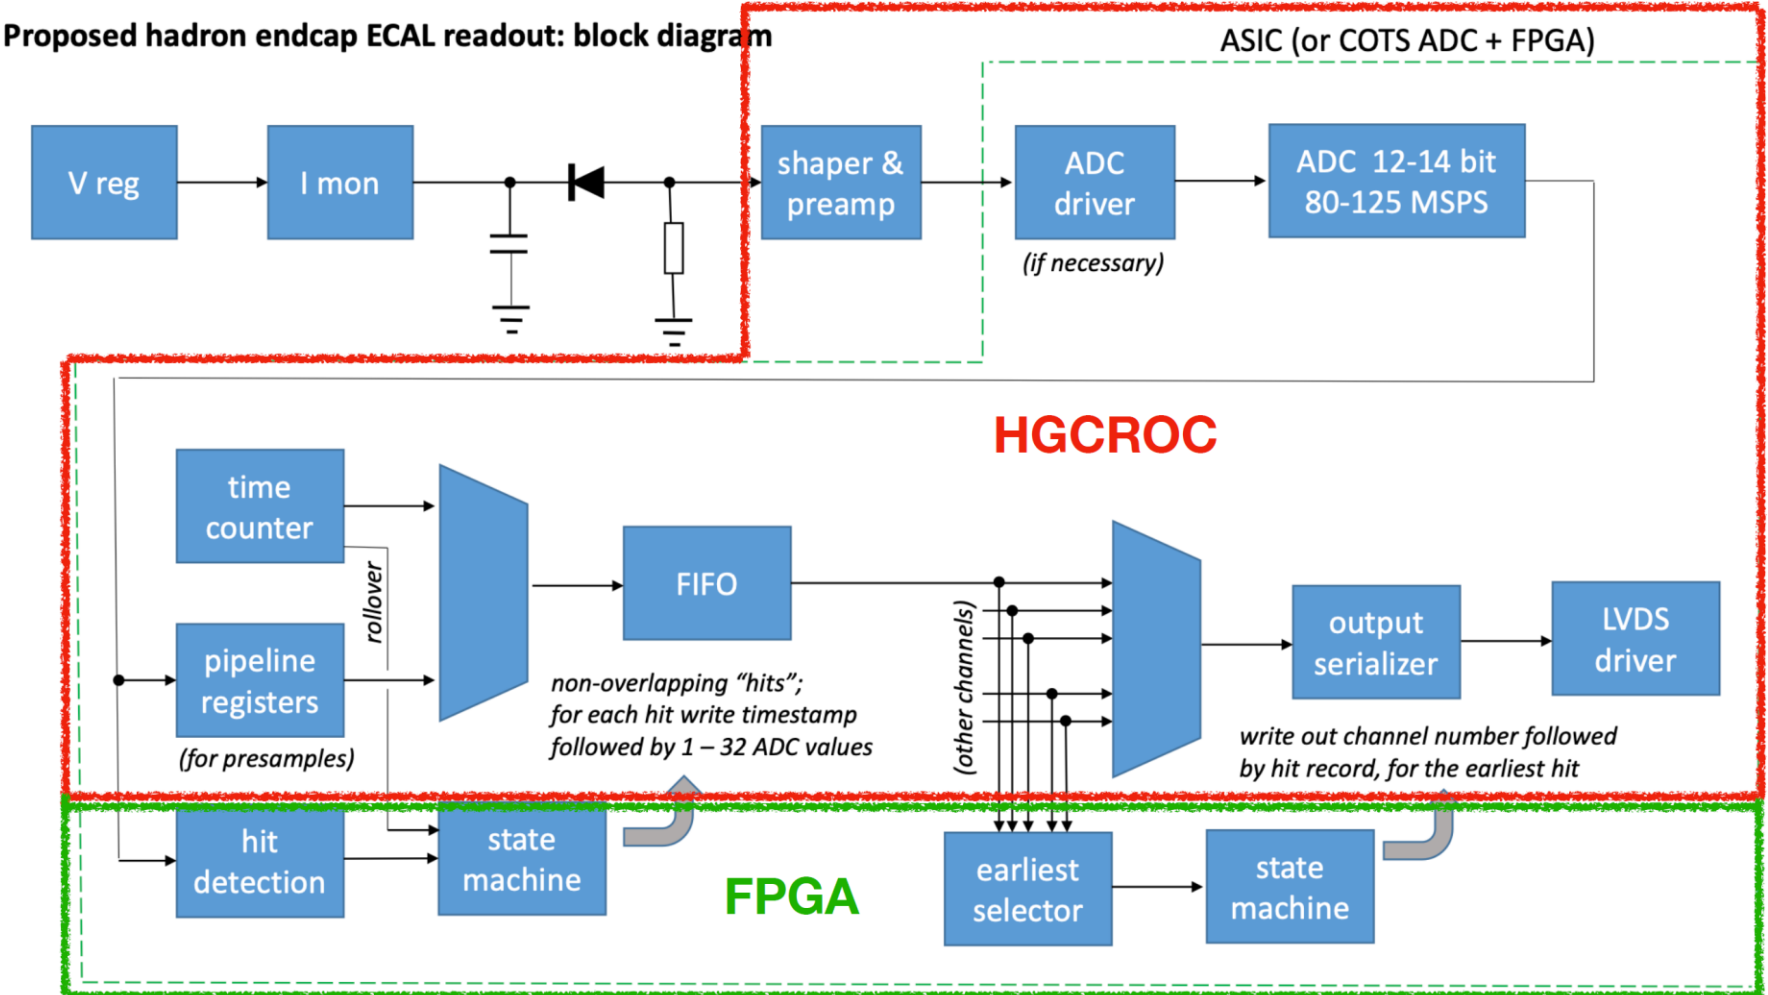 Proposed hadron endcap ECAL readout: block diagram
ASIC (or COTS ADC + FPGA)
V reg
I mon
shaper &
preamp
ADC
driver
(if necessary)
ADC 12-14 bit
80-125 MSPS
HGCROC
time
counter
rollover
pipeline
registers
(for presamples)
FIFO
non-overlapping “hits”;
for each hit write timestamp
followed by 1 – 32 ADC values
(other channels)
output
serializer
LVDS
driver
write out channel number followed
by hit record, for the earliest hit
hit
detection
state
machine
FPGA
earliest
selector
state
machine